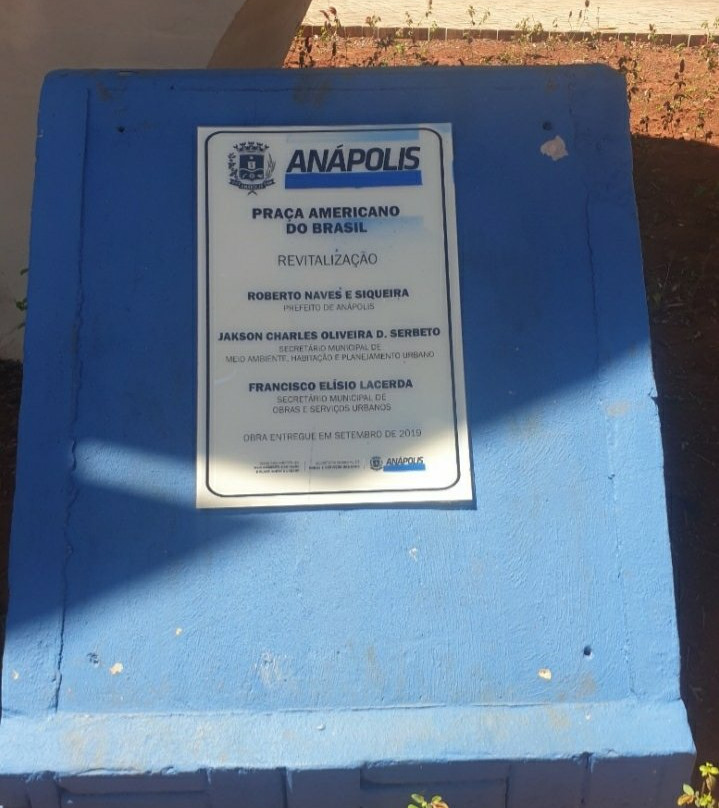 ANÁPOLIS
PRAÇA AMERICANO
DO BRASIL
REVITALIZAÇÃO
ROBERTO NAVES E SIQUEIRA
PREFEITO DE ANÁPOLIS
JAKSON CHARLES OLIVEIRA D. SERBETO
SECRETÁRIO MUNICIPAL DE
MEIO AMBIENTE, HABITAÇÃO E PLANEJAMENTO URBANO
FRANCISCO ELÍSIO LACERDA
SECRETÁRIO MUNICIPAL DE
OBRAS E SERVIÇOS URBANOS
OBRA ENTREGUE EM SETEMBRO DE 2019
ANÁPOLIS